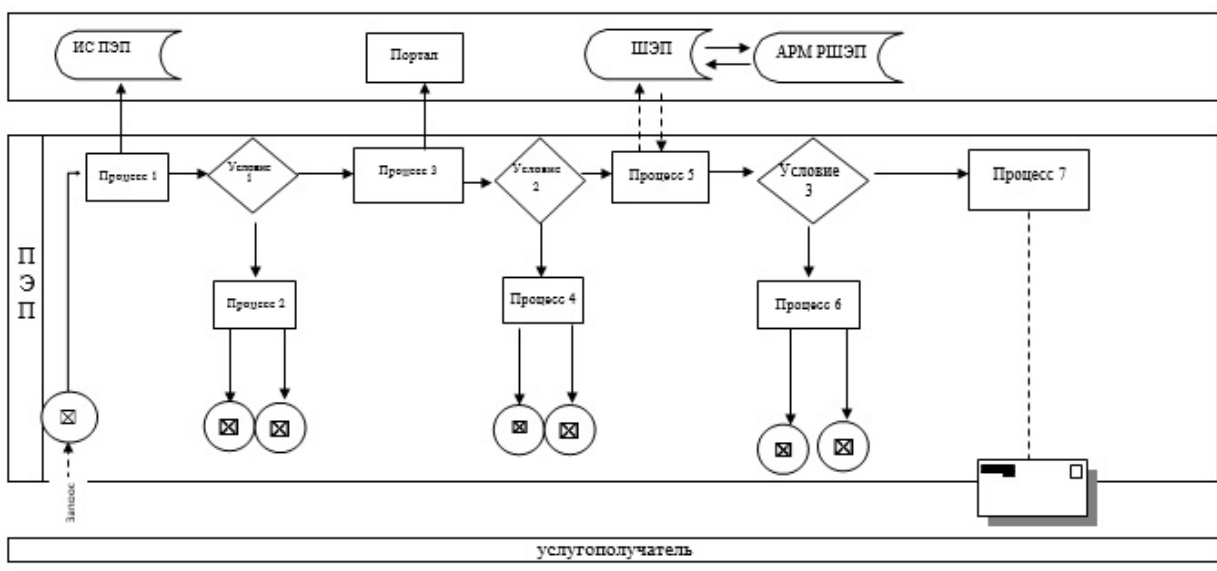 ИС ПЭП
Портал
ШЭП
АРМ РШЭП
П
Э
П
Процесс 1
Условие
1
Процесс 3
Условие
2
Процесс 5
Условие
3
Процесс 7
Процесс 2
Процесс 4
Процесс 6
Запрос
услугополучатель